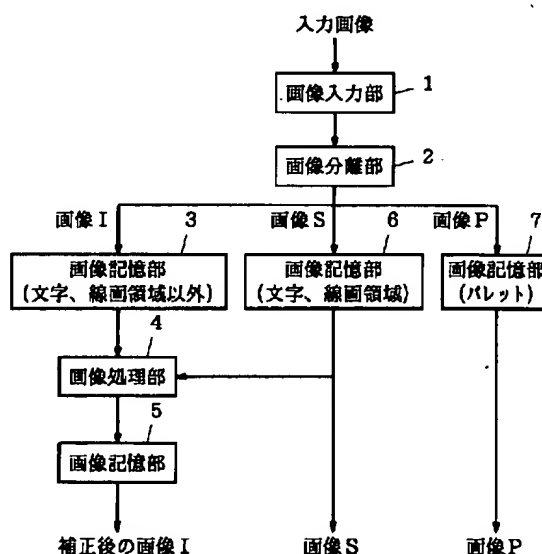 入力画像
画像入力部
1
画像分離部
2
画像I
3
画像S
6
画像P
7
画像記憶部
(文字、線画領域以外)
画像記憶部
(文字、線画領域)
画像記憶部
(パレット)
4
画像処理部
5
画像記憶部
補正後の画像I
画像S
画像P